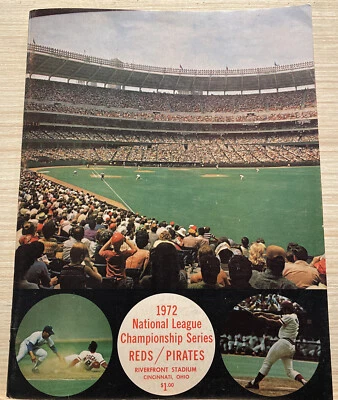 1972
National League
Championship Series
REDS / PIRATES
RIVERFRONT STADIUM
CINCINNATI, OHIO
$1.00